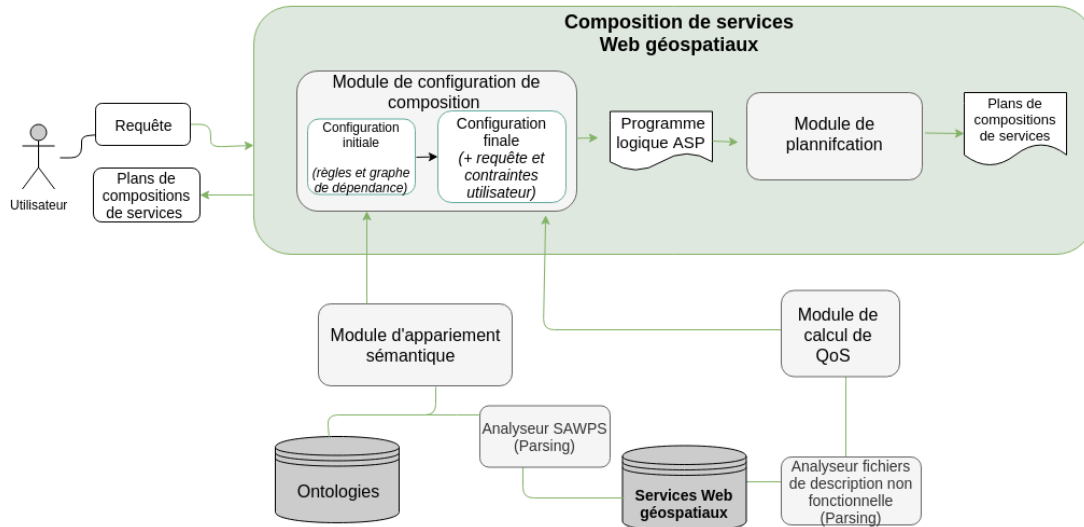 Composition de services
Web géospatiaux
Module de configuration de
composition
Configuration
initiale
(règles et graphe
de dépendance)
Configuration
finale
(+ requête et
contraintes
utilisateur)
Programme
logique ASP
Module de
plannifcation
Plans de
compositions
de services
Requête
Plans de
compositions
de services
Utilisateur
Module d'appariement
sémantique
Module de
calcul de
QoS
Analyseur SAWPS
(Parsing)
Ontologies
Services Web
géospatiaux
Analyseur fichiers
de description non
fonctionnelle
(Parsing)